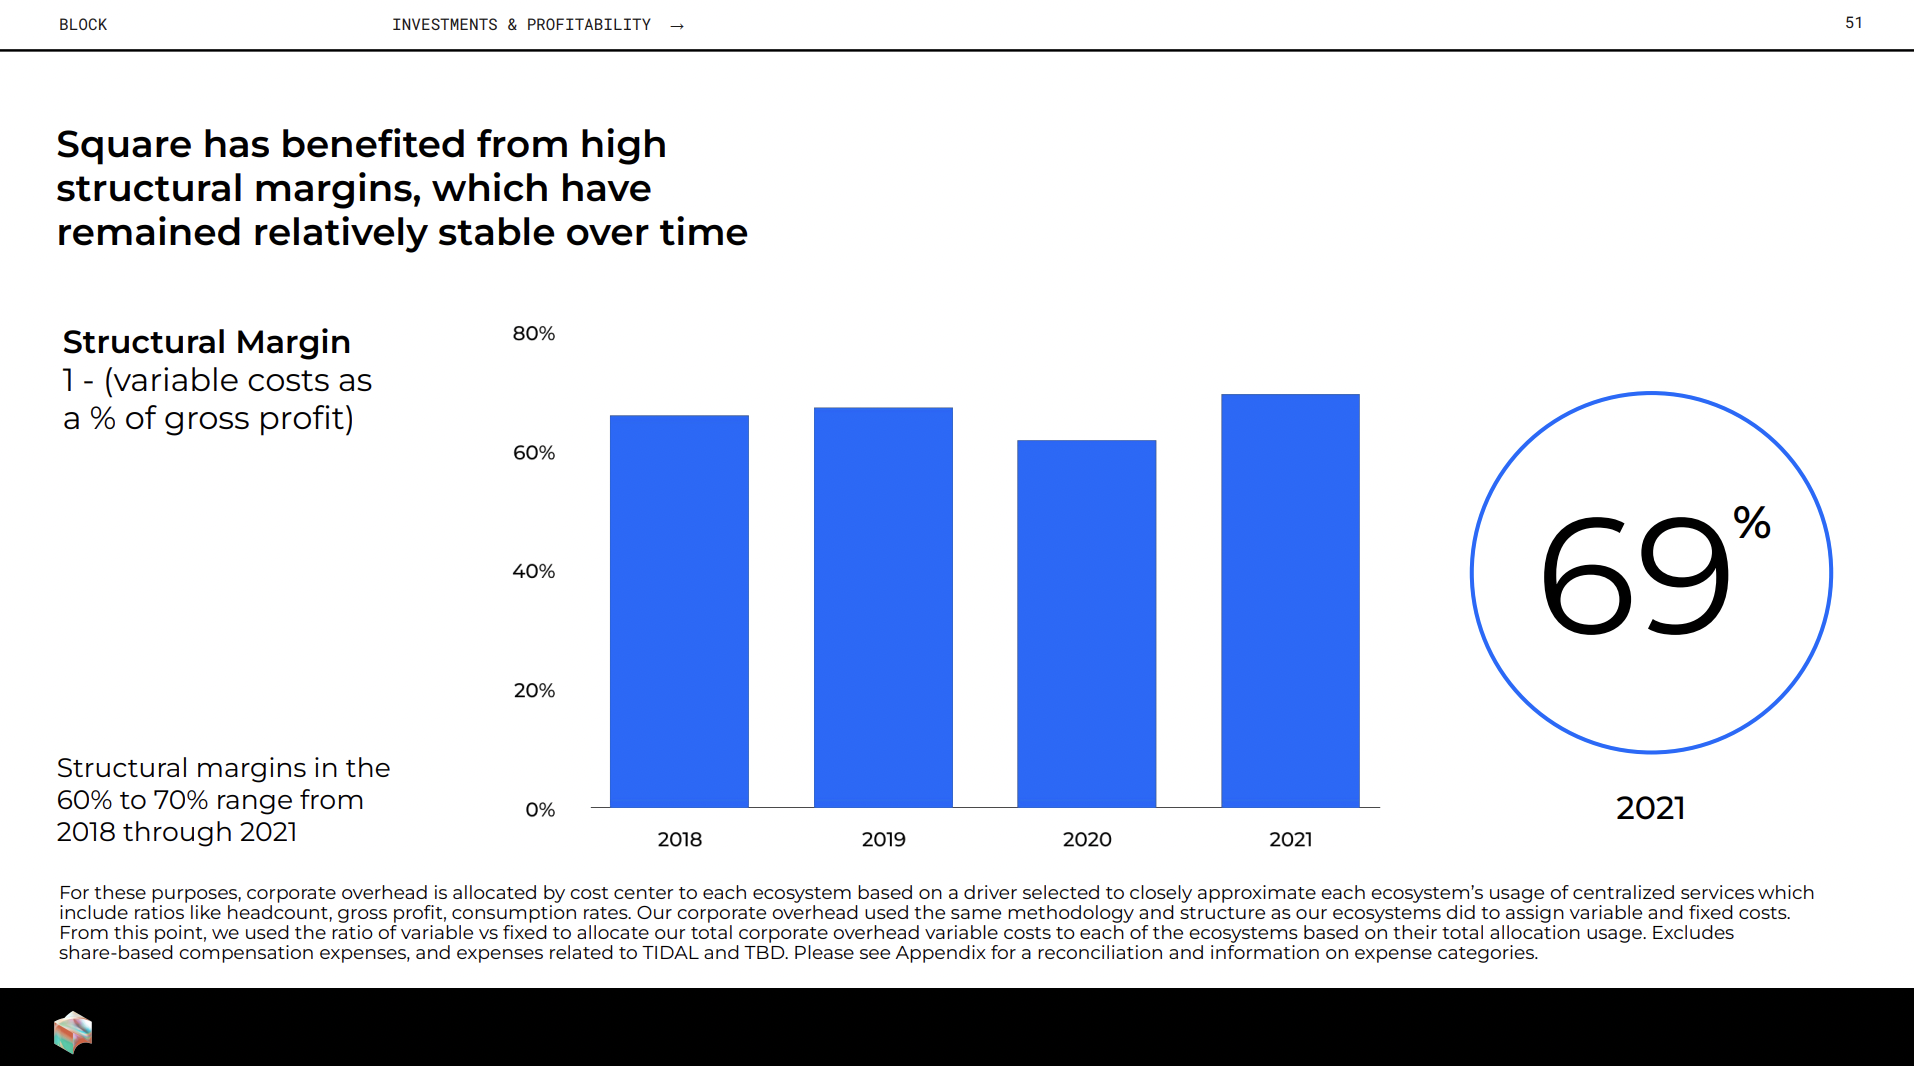 BLOCK
INVESTMENTS & PROFITABILITY →
51
Square has benefited from high
structural margins, which have
remained relatively stable over time
Structural Margin
1 - (variable costs as
a % of gross profit)
Structural margins in the
60% to 70% range from
2018 through 2021
80%
60%
40%
20%
0%
2018
2019
2020
2021
69%
2021
For these purposes, corporate overhead is allocated by cost center to each ecosystem based on a driver selected to closely approximate each ecosystem’s usage of centralized services which
include ratios like headcount, gross profit, consumption rates. Our corporate overhead used the same methodology and structure as our ecosystems did to assign variable and fixed costs.
From this point, we used the ratio of variable vs fixed to allocate our total corporate overhead variable costs to each of the ecosystems based on their total allocation usage. Excludes
share-based compensation expenses, and expenses related to TIDAL and TBD. Please see Appendix for a reconciliation and information on expense categories.